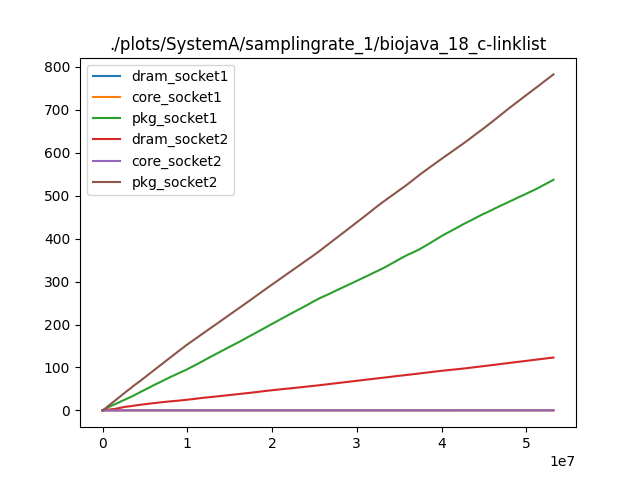 ./plots/SystemA/samplingrate_1/biojava_18_c-linklist
dram_socket1
core_socket1
pkg_socket1
dram_socket2
core_socket2
pkg_socket2
800
700
600
500
400
300
200
100
0
0 1 2 3 4 5
1e7